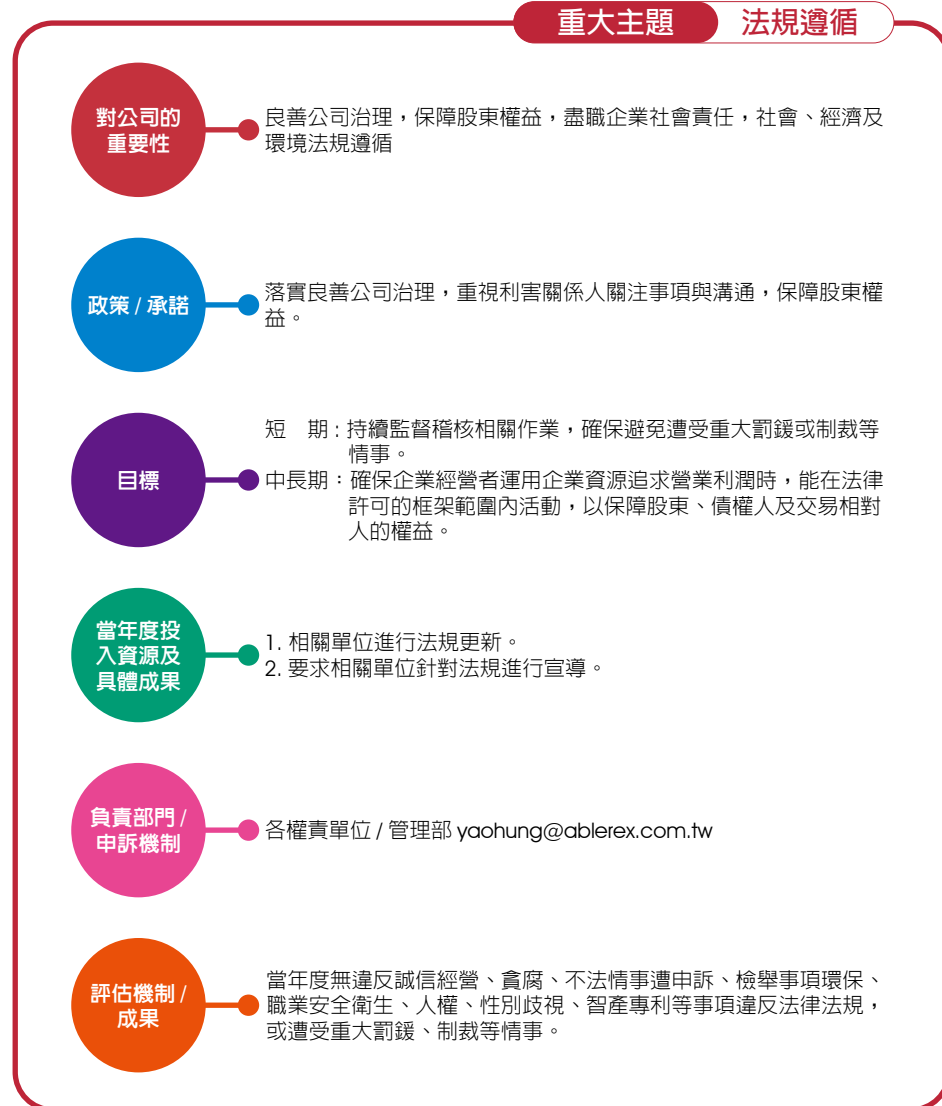 重大主題 法規遵循
對公司的
重要性
良善公司治理，保障股東權益，盡職企業社會責任，社會、經濟及
環境法規遵循
政策 / 承諾
落實良善公司治理，重視利害關係人關注事項與溝通，保障股東權
益。
目標
短　期 : 持續監督稽核相關作業，確保避免遭受重大罰鍰或制裁等
情事。
中長期：確保企業經營者運用企業資源追求營業利潤時，能在法律
許可的框架範圍內活動，以保障股東、債權人及交易相對
人的權益。
當年度投
入資源及
具體成果
1. 相關單位進行法規更新。
2. 要求相關單位針對法規進行宣導。
負責部門 /
申訴機制
各權責單位 / 管理部 yaohung@ablerex.com.tw
評估機制 /
成果
當年度無違反誠信經營、貪腐、不法情事遭申訴、檢舉事項環保、
職業安全衛生、人權、性別歧視、智產專利等事項違反法律法規，
或遭受重大罰鍰、制裁等情事。